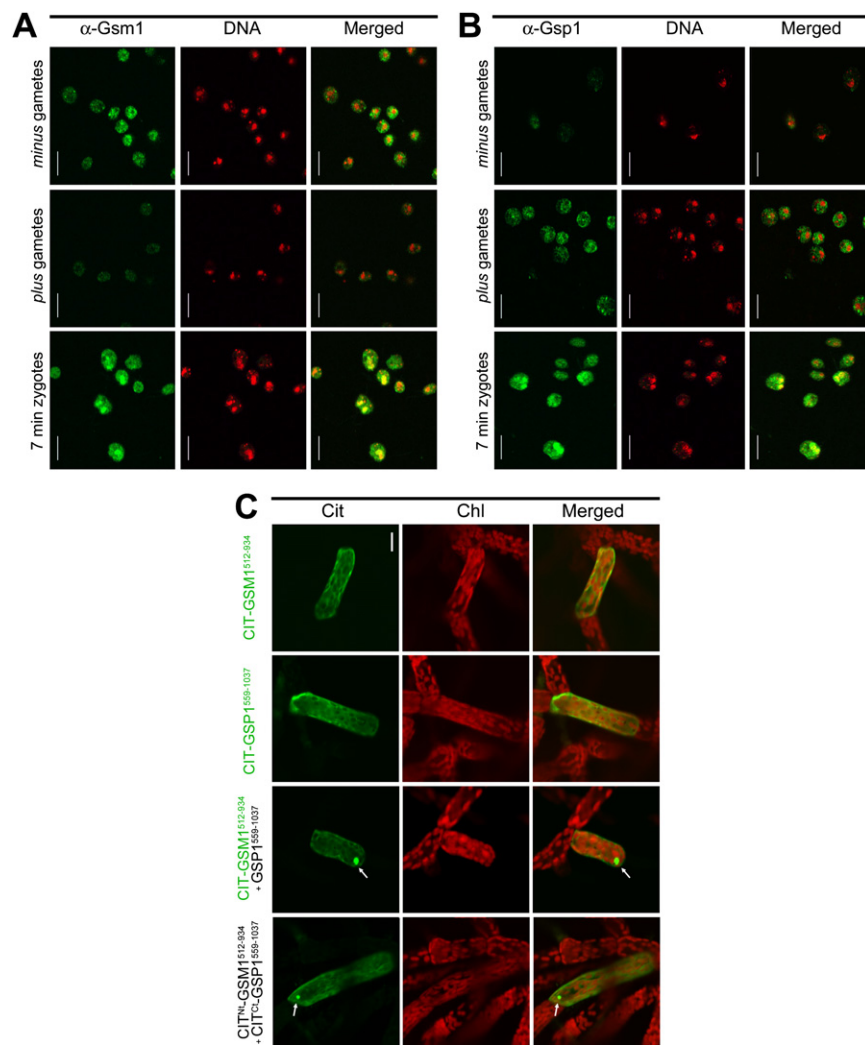 A
α-Gsm1 DNA Merged
minus gametes
plus gametes
7 min zygotes
B
α-Gsp1 DNA Merged
minus gametes
plus gametes
7 min zygotes
C
Cit Chl Merged
CIT-GSM1512-934
CIT-GSP1559-1037
CIT-GSM1512-934
+ GSP1559-1037
CITNt-GSM1512-934
+ CITCt-GSP1559-1037